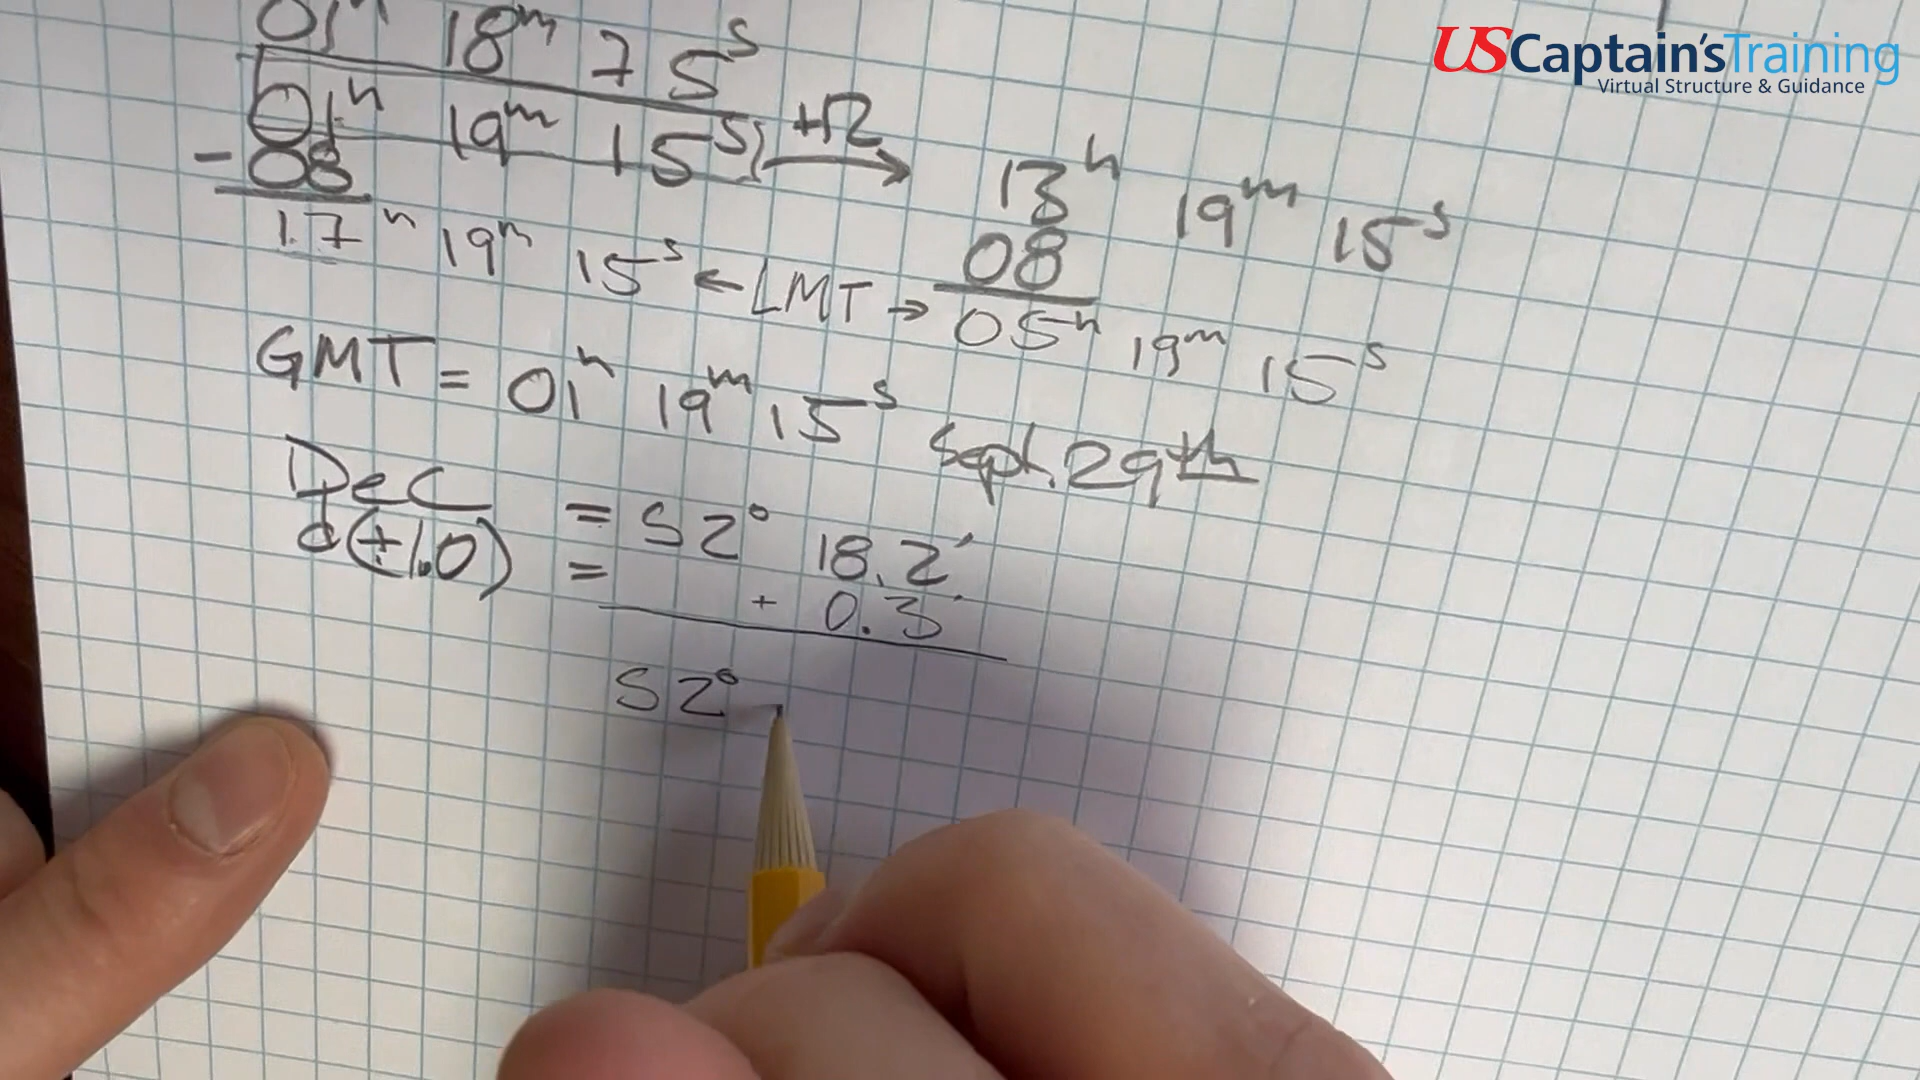 USCaptain'sTraining
Virtual Structure & Guidance
01h 18m 75s
01h 19m 15s +12 → 13h 19m 15s
- 08 08
17h 19m 15s ← LMT → 05h 19m 15s
GMT = 01h 19m 15s Sept. 29th
Dec = S2° 18.2'
d(+1.0) = + 0.3'
S2°